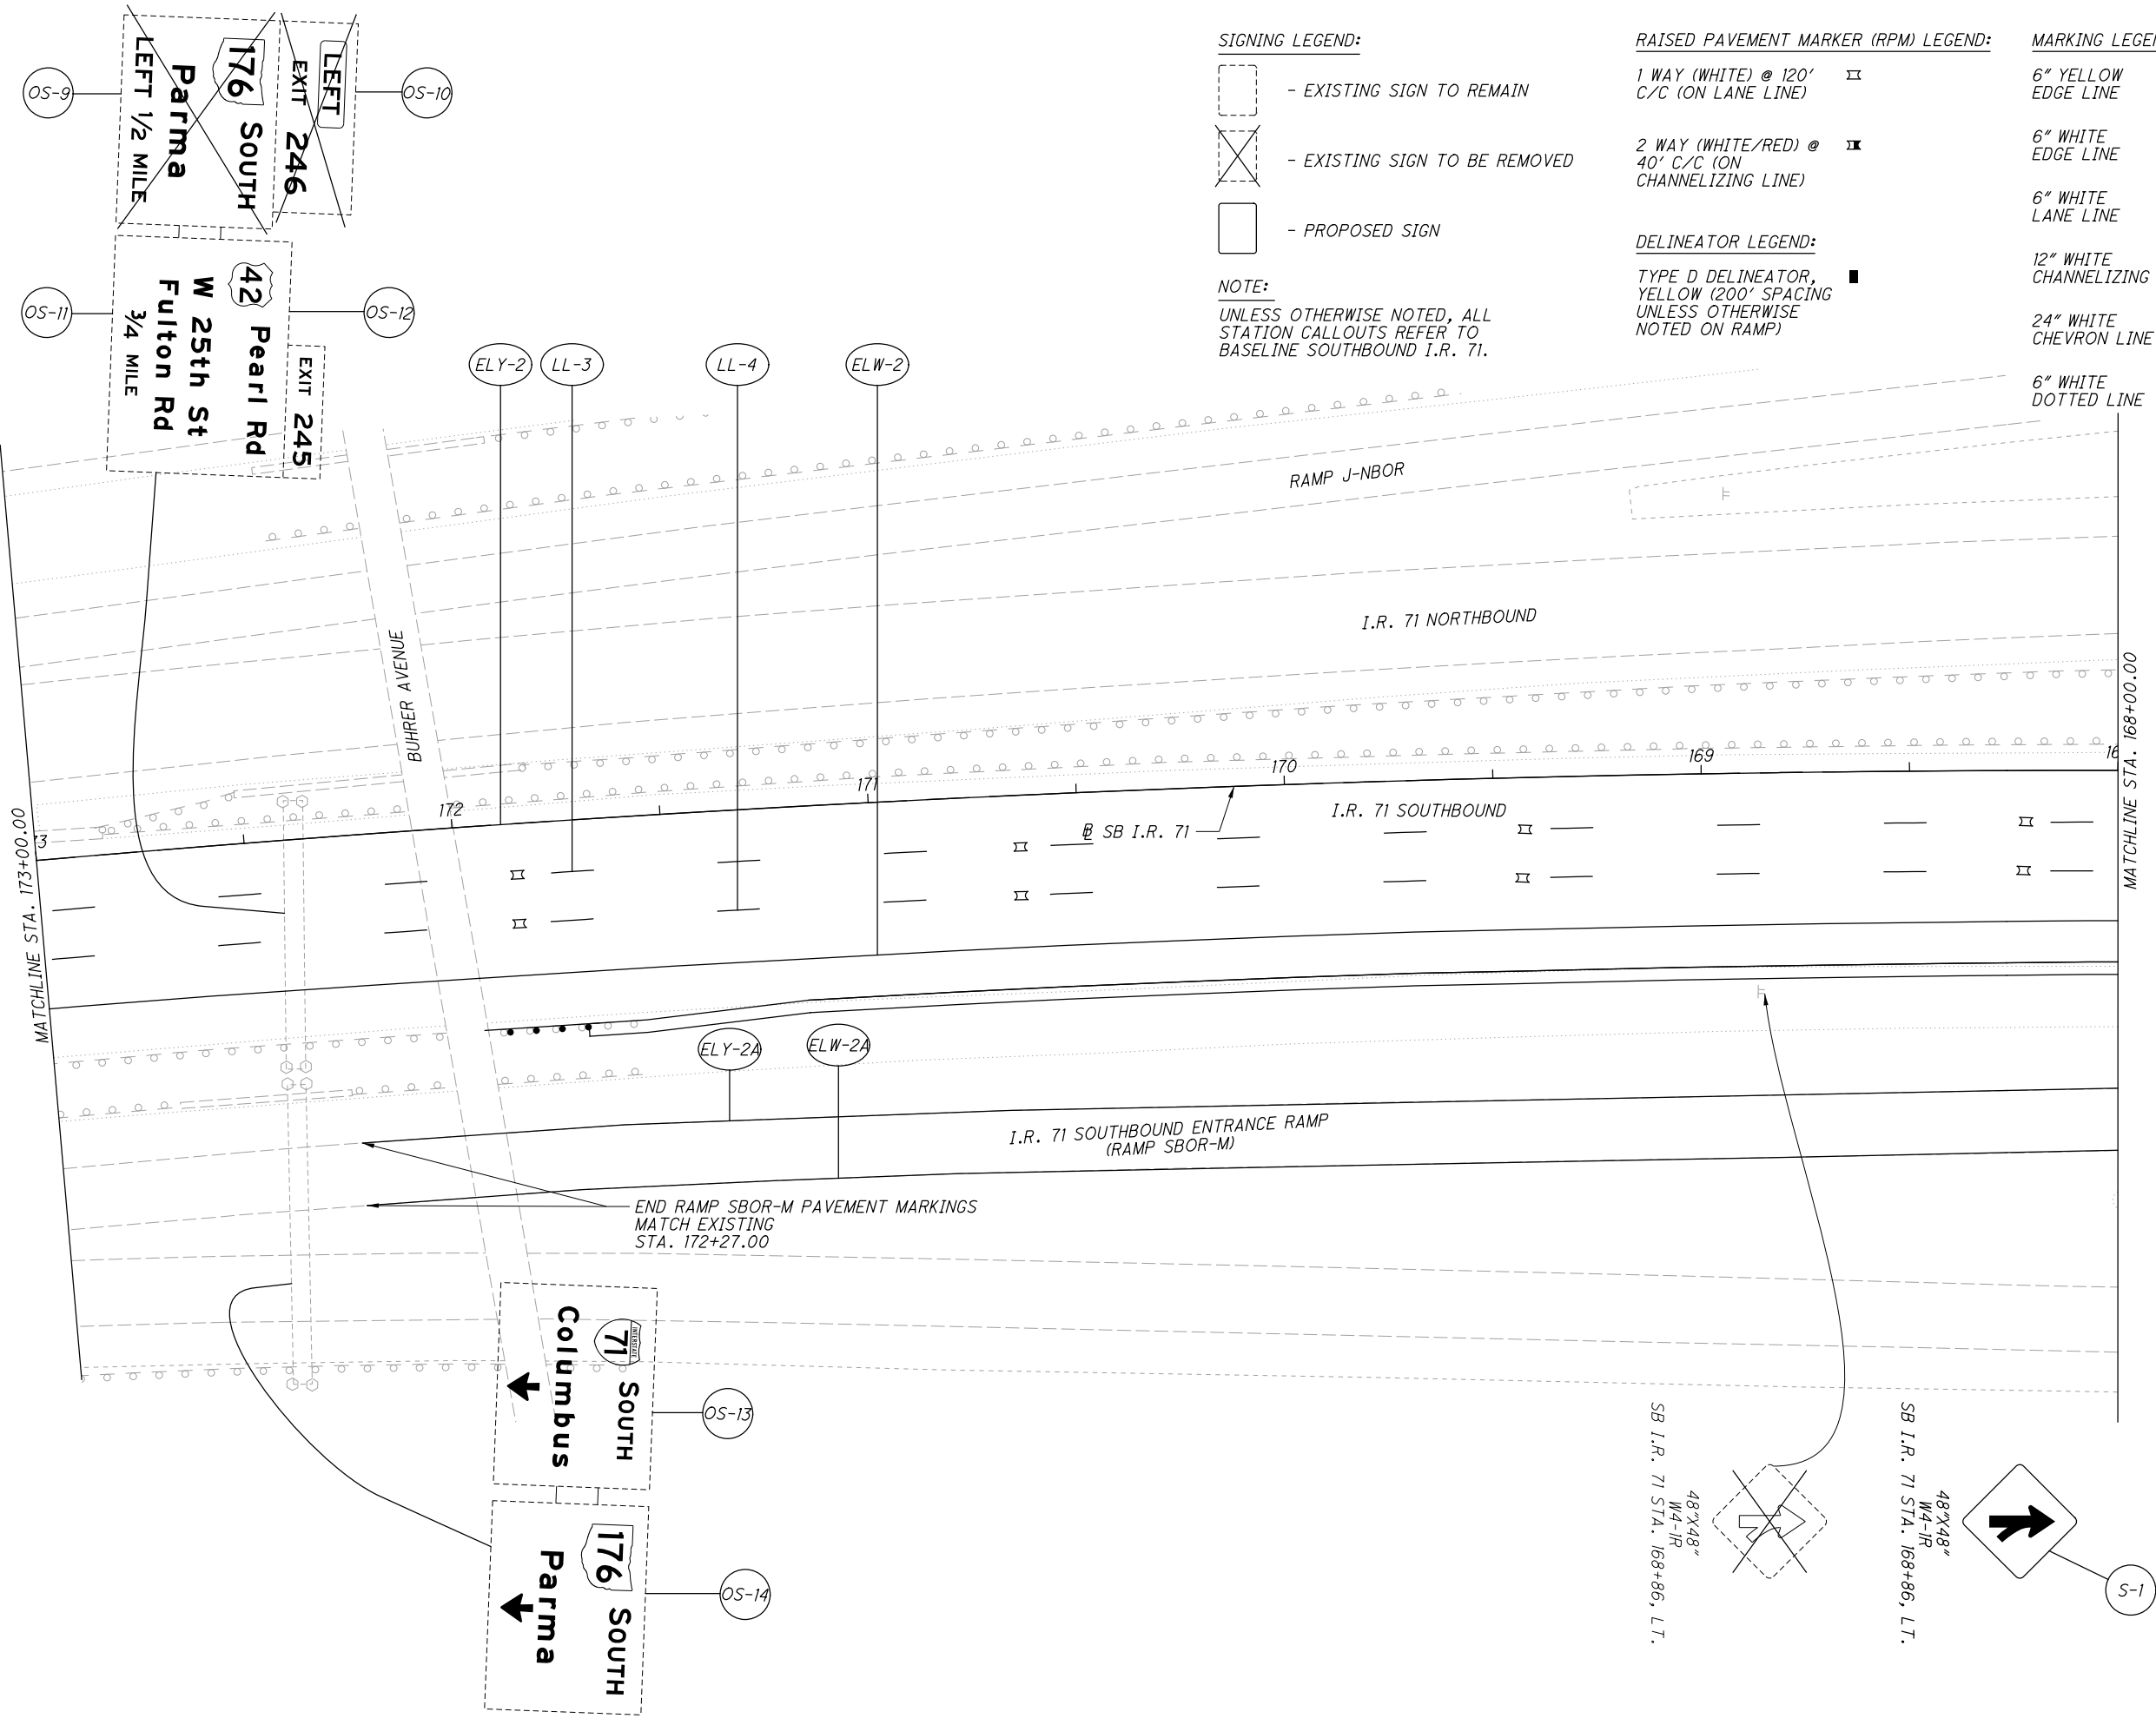 SIGNING LEGEND:
- EXISTING SIGN TO REMAIN
- EXISTING SIGN TO BE REMOVED
- PROPOSED SIGN
NOTE:
UNLESS OTHERWISE NOTED, ALL
STATION CALLOUTS REFER TO
BASELINE SOUTHBOUND I.R. 71.
RAISED PAVEMENT MARKER (RPM) LEGEND:
1 WAY (WHITE) @ 120'
C/C (ON LANE LINE)
2 WAY (WHITE/RED) @
40' C/C (ON
CHANNELIZING LINE)
DELINEATOR LEGEND:
TYPE D DELINEATOR,
YELLOW (200' SPACING
UNLESS OTHERWISE
NOTED ON RAMP)
MARKING LEGE
6" YELLOW
EDGE LINE
6" WHITE
EDGE LINE
6" WHITE
LANE LINE
12" WHITE
CHANNELIZING
24" WHITE
CHEVRON LINE
6" WHITE
DOTTED LINE
OS-9
OS-10
LEFT
EXIT 246
176 SOUTH
Parma
LEFT 1/2 MILE
OS-11
OS-12
EXIT 245
42 Pearl Rd
W 25th St
Fulton Rd
3/4 MILE
ELY-2
LL-3
LL-4
ELW-2
RAMP J-NBOR
I.R. 71 NORTHBOUND
BUHRER AVENUE
MATCHLINE STA. 173+00.00
MATCHLINE STA. 168+00.00
73
172
171
170
169
16
I.R. 71 SOUTHBOUND
BL SB I.R. 71
ELY-2A
ELW-2A
I.R. 71 SOUTHBOUND ENTRANCE RAMP
(RAMP SBOR-M)
END RAMP SBOR-M PAVEMENT MARKINGS
MATCH EXISTING
STA. 172+27.00
INTERSTATE
71 SOUTH
Columbus
OS-13
176 SOUTH
Parma
OS-14
48"X48"
W4-1R
SB I.R. 71 STA. 168+86, LT.
48"X48"
W4-1R
SB I.R. 71 STA. 168+86, LT.
S-1